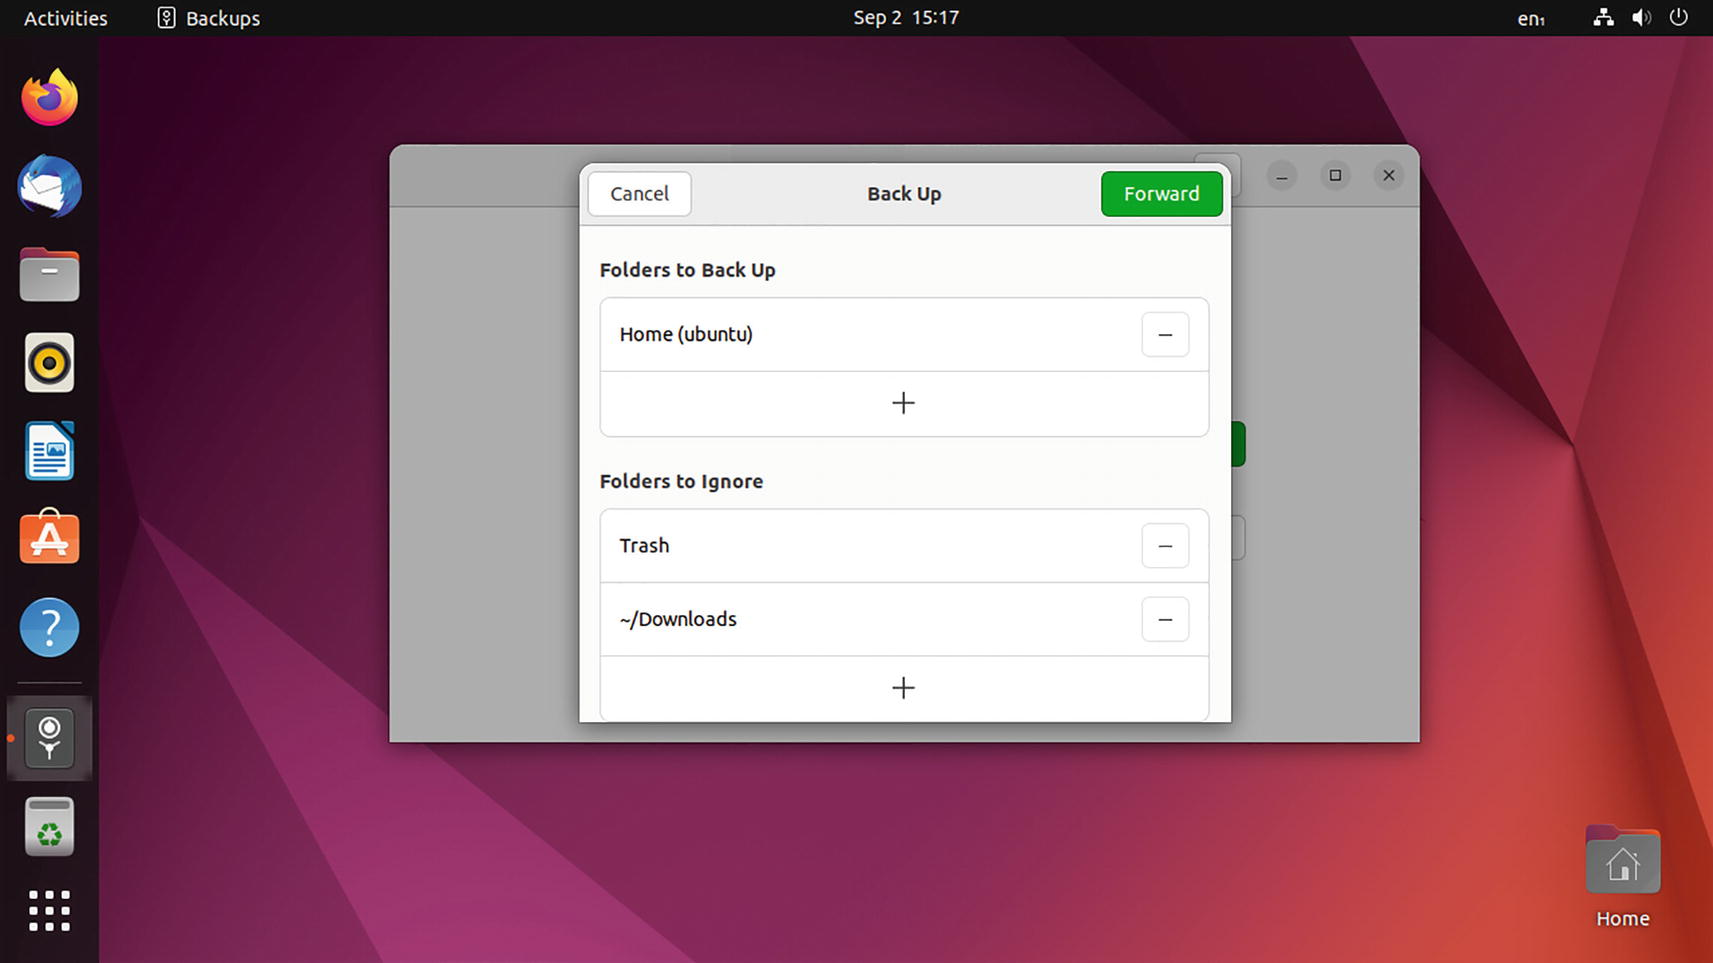 Activities Backups Sep 2 15:17 en₁
Cancel Back Up Forward
Folders to Back Up
Home (ubuntu)
Folders to Ignore
Trash
~/Downloads
Home